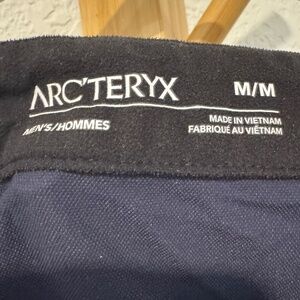 ARC'TERYX M/M
MEN'S/HOMMES MADE IN VIETNAM
FABRIQUÉ AU VIÊTNAM